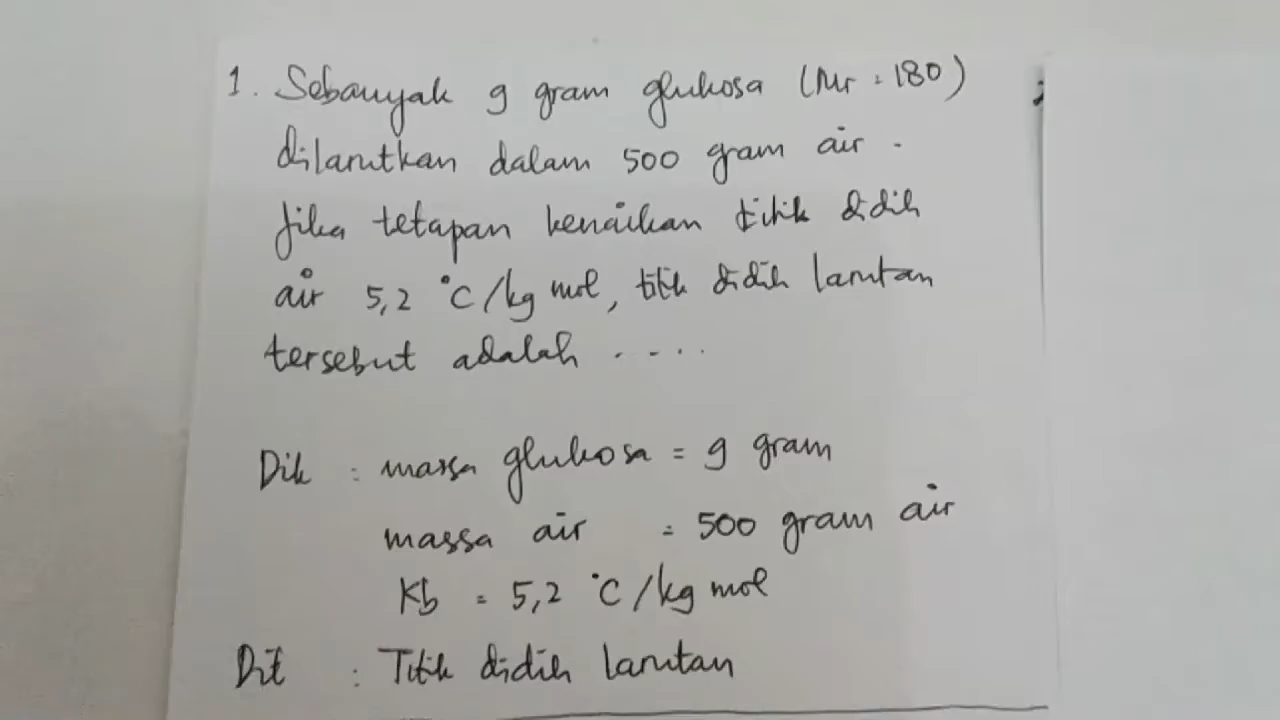 1. Sebanyak 9 gram glukosa (Mr = 180)
dilarutkan dalam 500 gram air.
Jika tetapan kenaikan titik didih
air 5,2 °C/kg mol, titik didih larutan
tersebut adalah .....
Dik : massa glukosa = 9 gram
massa air = 500 gram air
Kb = 5,2 °C/kg mol
Dit : Titik didih larutan